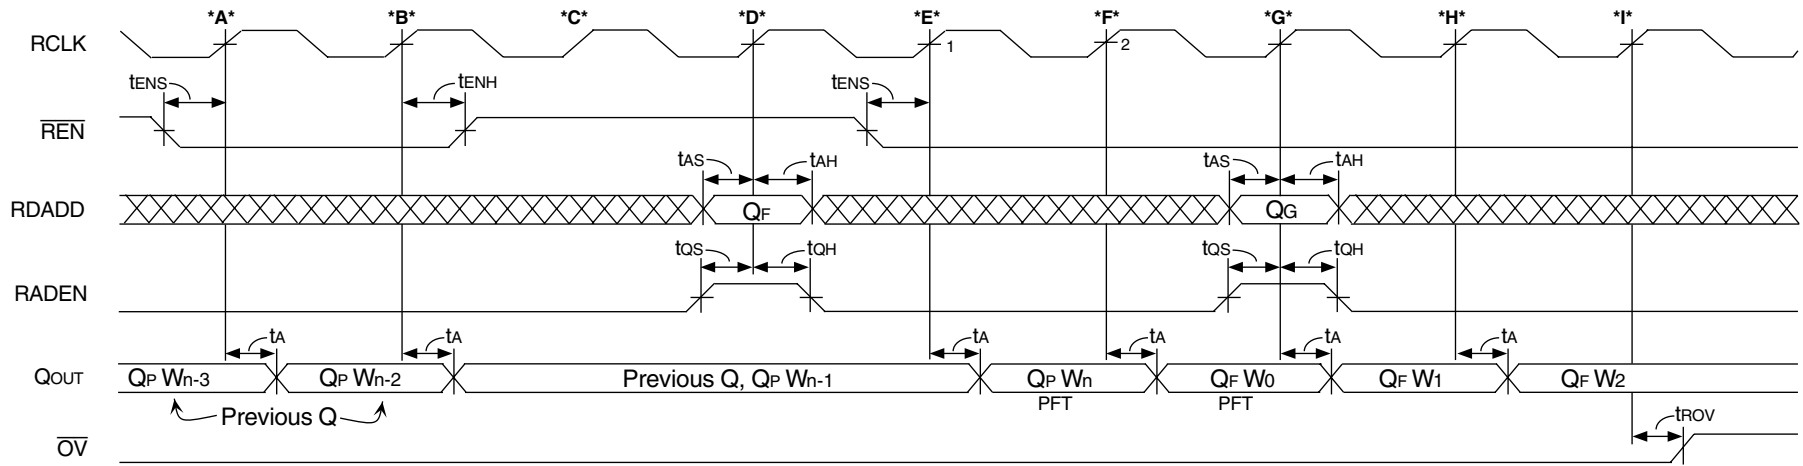 *A* *B* *C* *D* *E* *F* *G* *H* *I*
RCLK 1 2
tENS tENH tENS
REN
tAS tAH tAS tAH
RDADD QF QG
tQS tQH tQS tQH
RADEN
tA tA tA tA tA tA
QOUT QP Wn-3 QP Wn-2 Previous Q, QP Wn-1 QP Wn QF W0 QF W1 QF W2
PFT PFT
Previous Q
tROV
OV